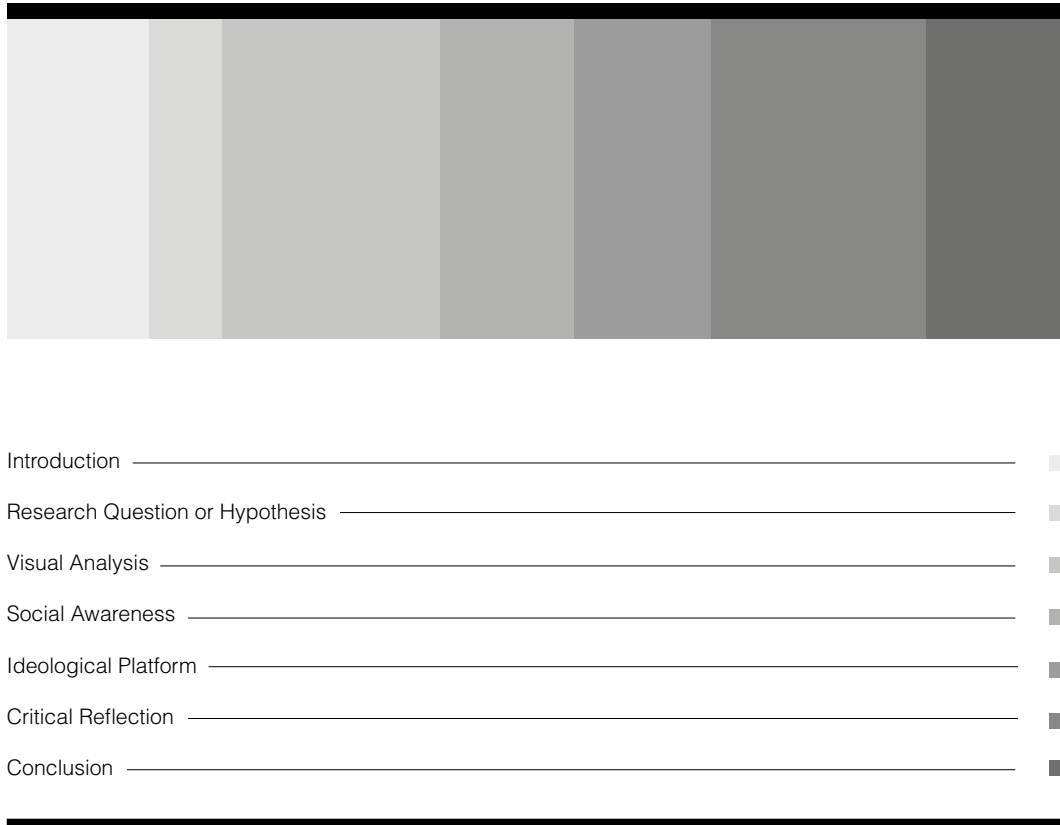 Introduction
Research Question or Hypothesis
Visual Analysis
Social Awareness
Ideological Platform
Critical Reflection
Conclusion